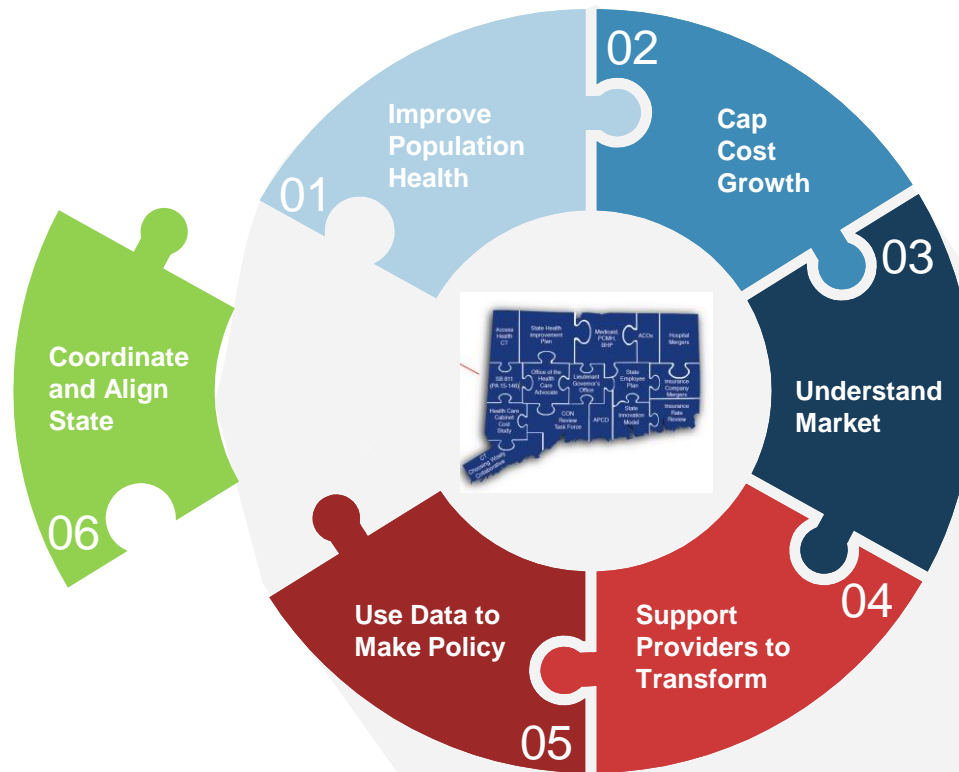 01
Improve
Population
Health
02
Cap
Cost
Growth
03
Understand
Market
04
Support
Providers to
Transform
05
Use Data to
Make Policy
06
Coordinate
and Align
State
Access
Health
CT
State Health
Improvement
Plan
Medicaid,
PCMH,
BHP
ACOs
Hospital
Mergers
SB 811
(PA 15-146)
Office of the
Health
Care
Advocate
Lieutenant
Governor's
Office
State
Employee
Plan
Insurance
Company
Mergers
Health Care
Cabinet
Cost
Study
CON
Review
Task Force
APCD
State
Innovation
Model
Insurance
Rate
Review
CT
Choosing Wisely
Collaborative